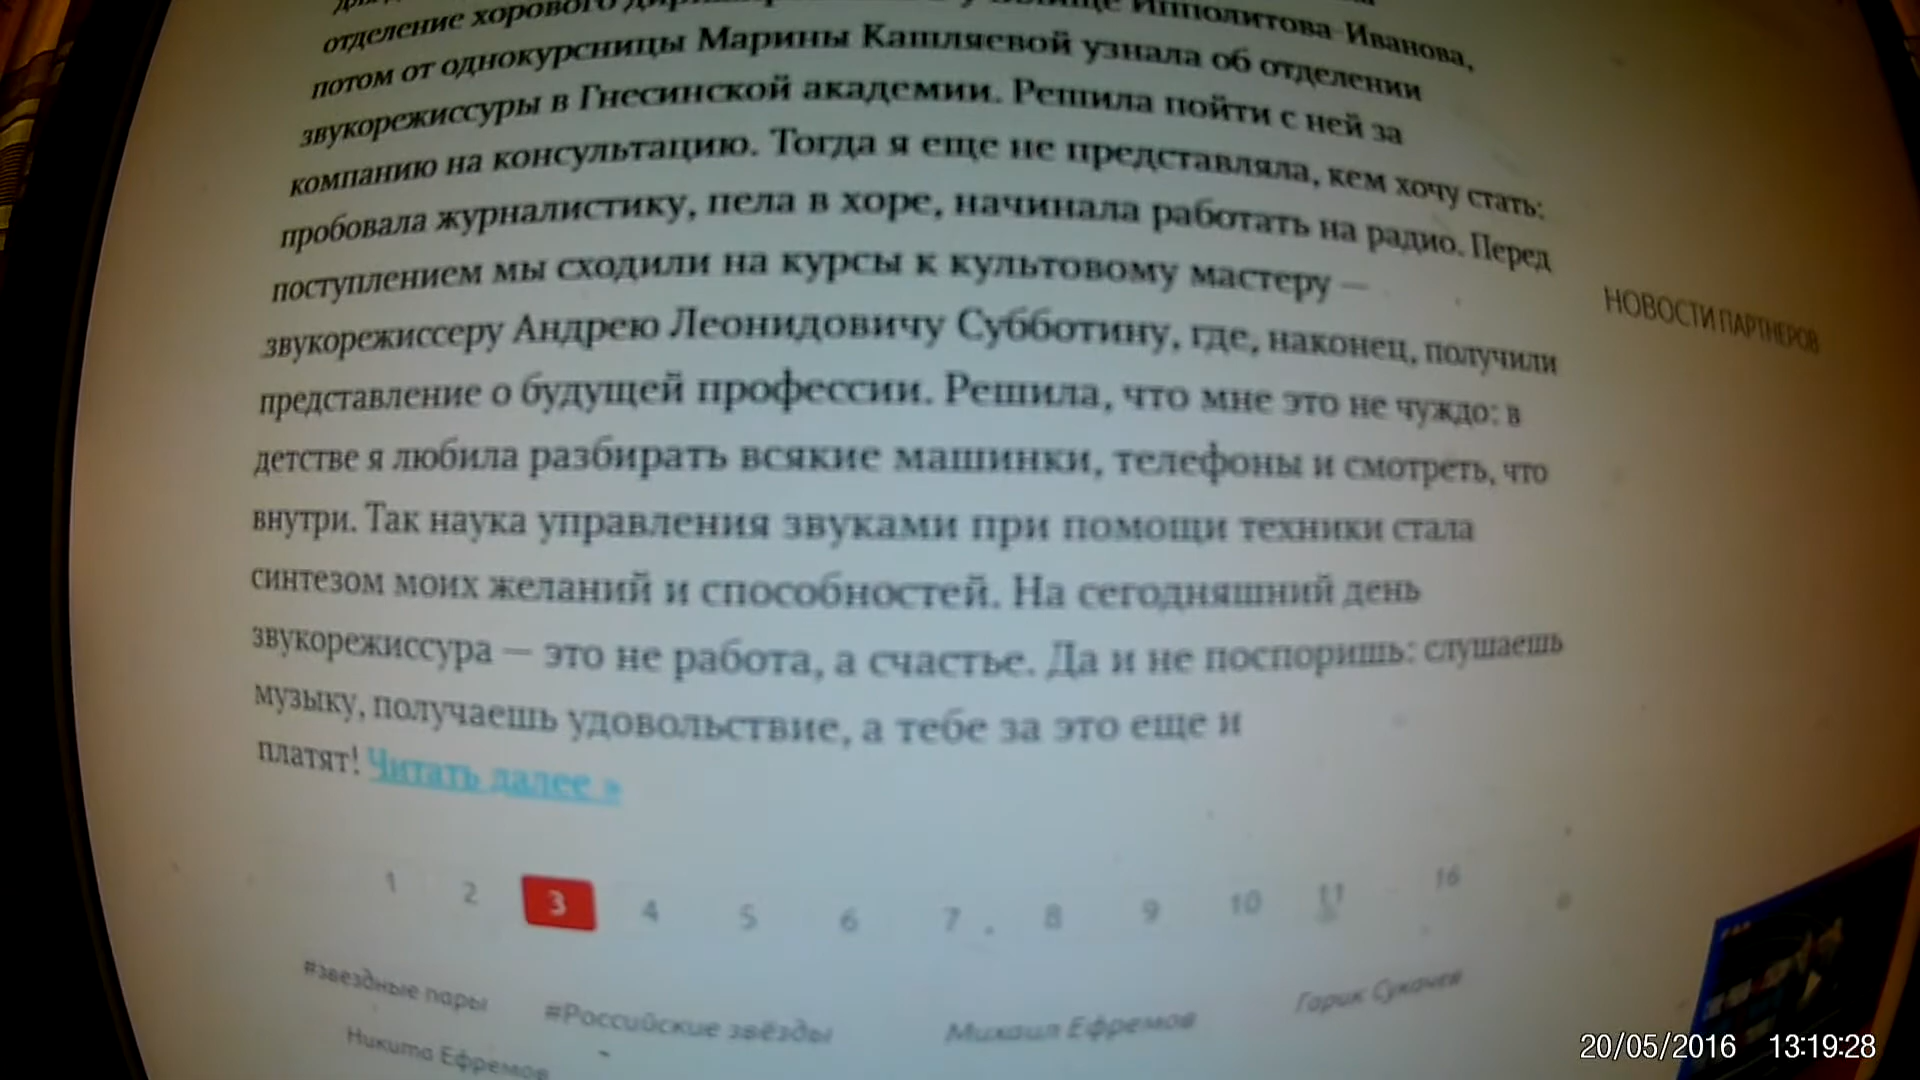 отделение хорового
Ипполитова-Иванова,
потом от однокурсницы Марины Кашляевой узнала об отделении
звукорежиссуры в Гнесинской академии. Решила пойти с ней за
компанию на консультацию. Тогда я еще не представляла, кем хочу стать:
пробовала журналистику, пела в хоре, начинала работать на радио. Перед
поступлением мы сходили на курсы к культовому мастеру —
звукорежиссеру Андрею Леонидовичу Субботину, где, наконец, получили
представление о будущей профессии. Решила, что мне это не чуждо: в
детстве я любила разбирать всякие машинки, телефоны и смотреть, что
внутри. Так наука управления звуками при помощи техники стала
синтезом моих желаний и способностей. На сегодняшний день
звукорежиссура — это не работа, а счастье. Да и не поспоришь: слушаешь
музыку, получаешь удовольствие, а тебе за это еще и
платят! Читать далее »
НОВОСТИ ПАРТНЕРОВ
1 2 3 4 5 6 7 8 9 10 11 16
#звездные пары #Российские звёзды Михаил Ефремов Гарик Сукачев
Никита Ефремов
20/05/2016 13:19:28